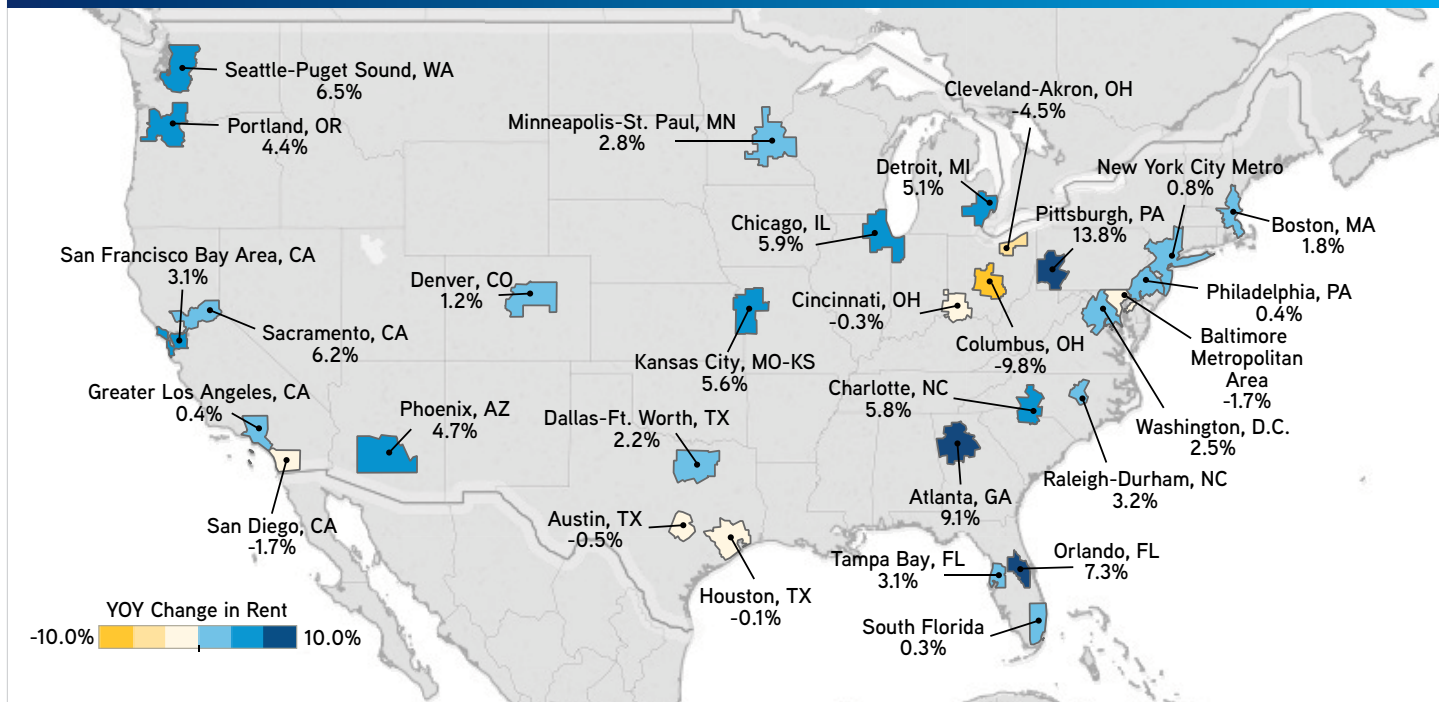 Seattle-Puget Sound, WA
6.5%
Portland, OR
4.4%
Minneapolis-St. Paul, MN
2.8%
Cleveland-Akron, OH
-4.5%
Detroit, MI
5.1%
New York City Metro
0.8%
Chicago, IL
5.9%
Pittsburgh, PA
13.8%
Boston, MA
1.8%
San Francisco Bay Area, CA
3.1%
Denver, CO
1.2%
Cincinnati, OH
-0.3%
Philadelphia, PA
0.4%
Sacramento, CA
6.2%
Baltimore
Metropolitan
Area
-1.7%
Columbus, OH
-9.8%
Kansas City, MO-KS
5.6%
Greater Los Angeles, CA
0.4%
Phoenix, AZ
4.7%
Dallas-Ft. Worth, TX
2.2%
Charlotte, NC
5.8%
Washington, D.C.
2.5%
Raleigh-Durham, NC
3.2%
Atlanta, GA
9.1%
San Diego, CA
-1.7%
Austin, TX
-0.5%
Houston, TX
-0.1%
Tampa Bay, FL
3.1%
Orlando, FL
7.3%
South Florida
0.3%
YOY Change in Rent
-10.0% 10.0%